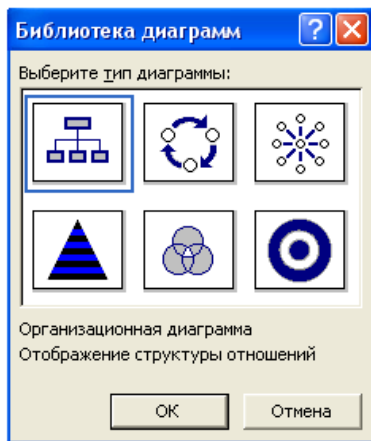 Библиотека диаграмм
Выберите тип диаграммы:
Организационная диаграмма
Отображение структуры отношений
ОК
Отмена